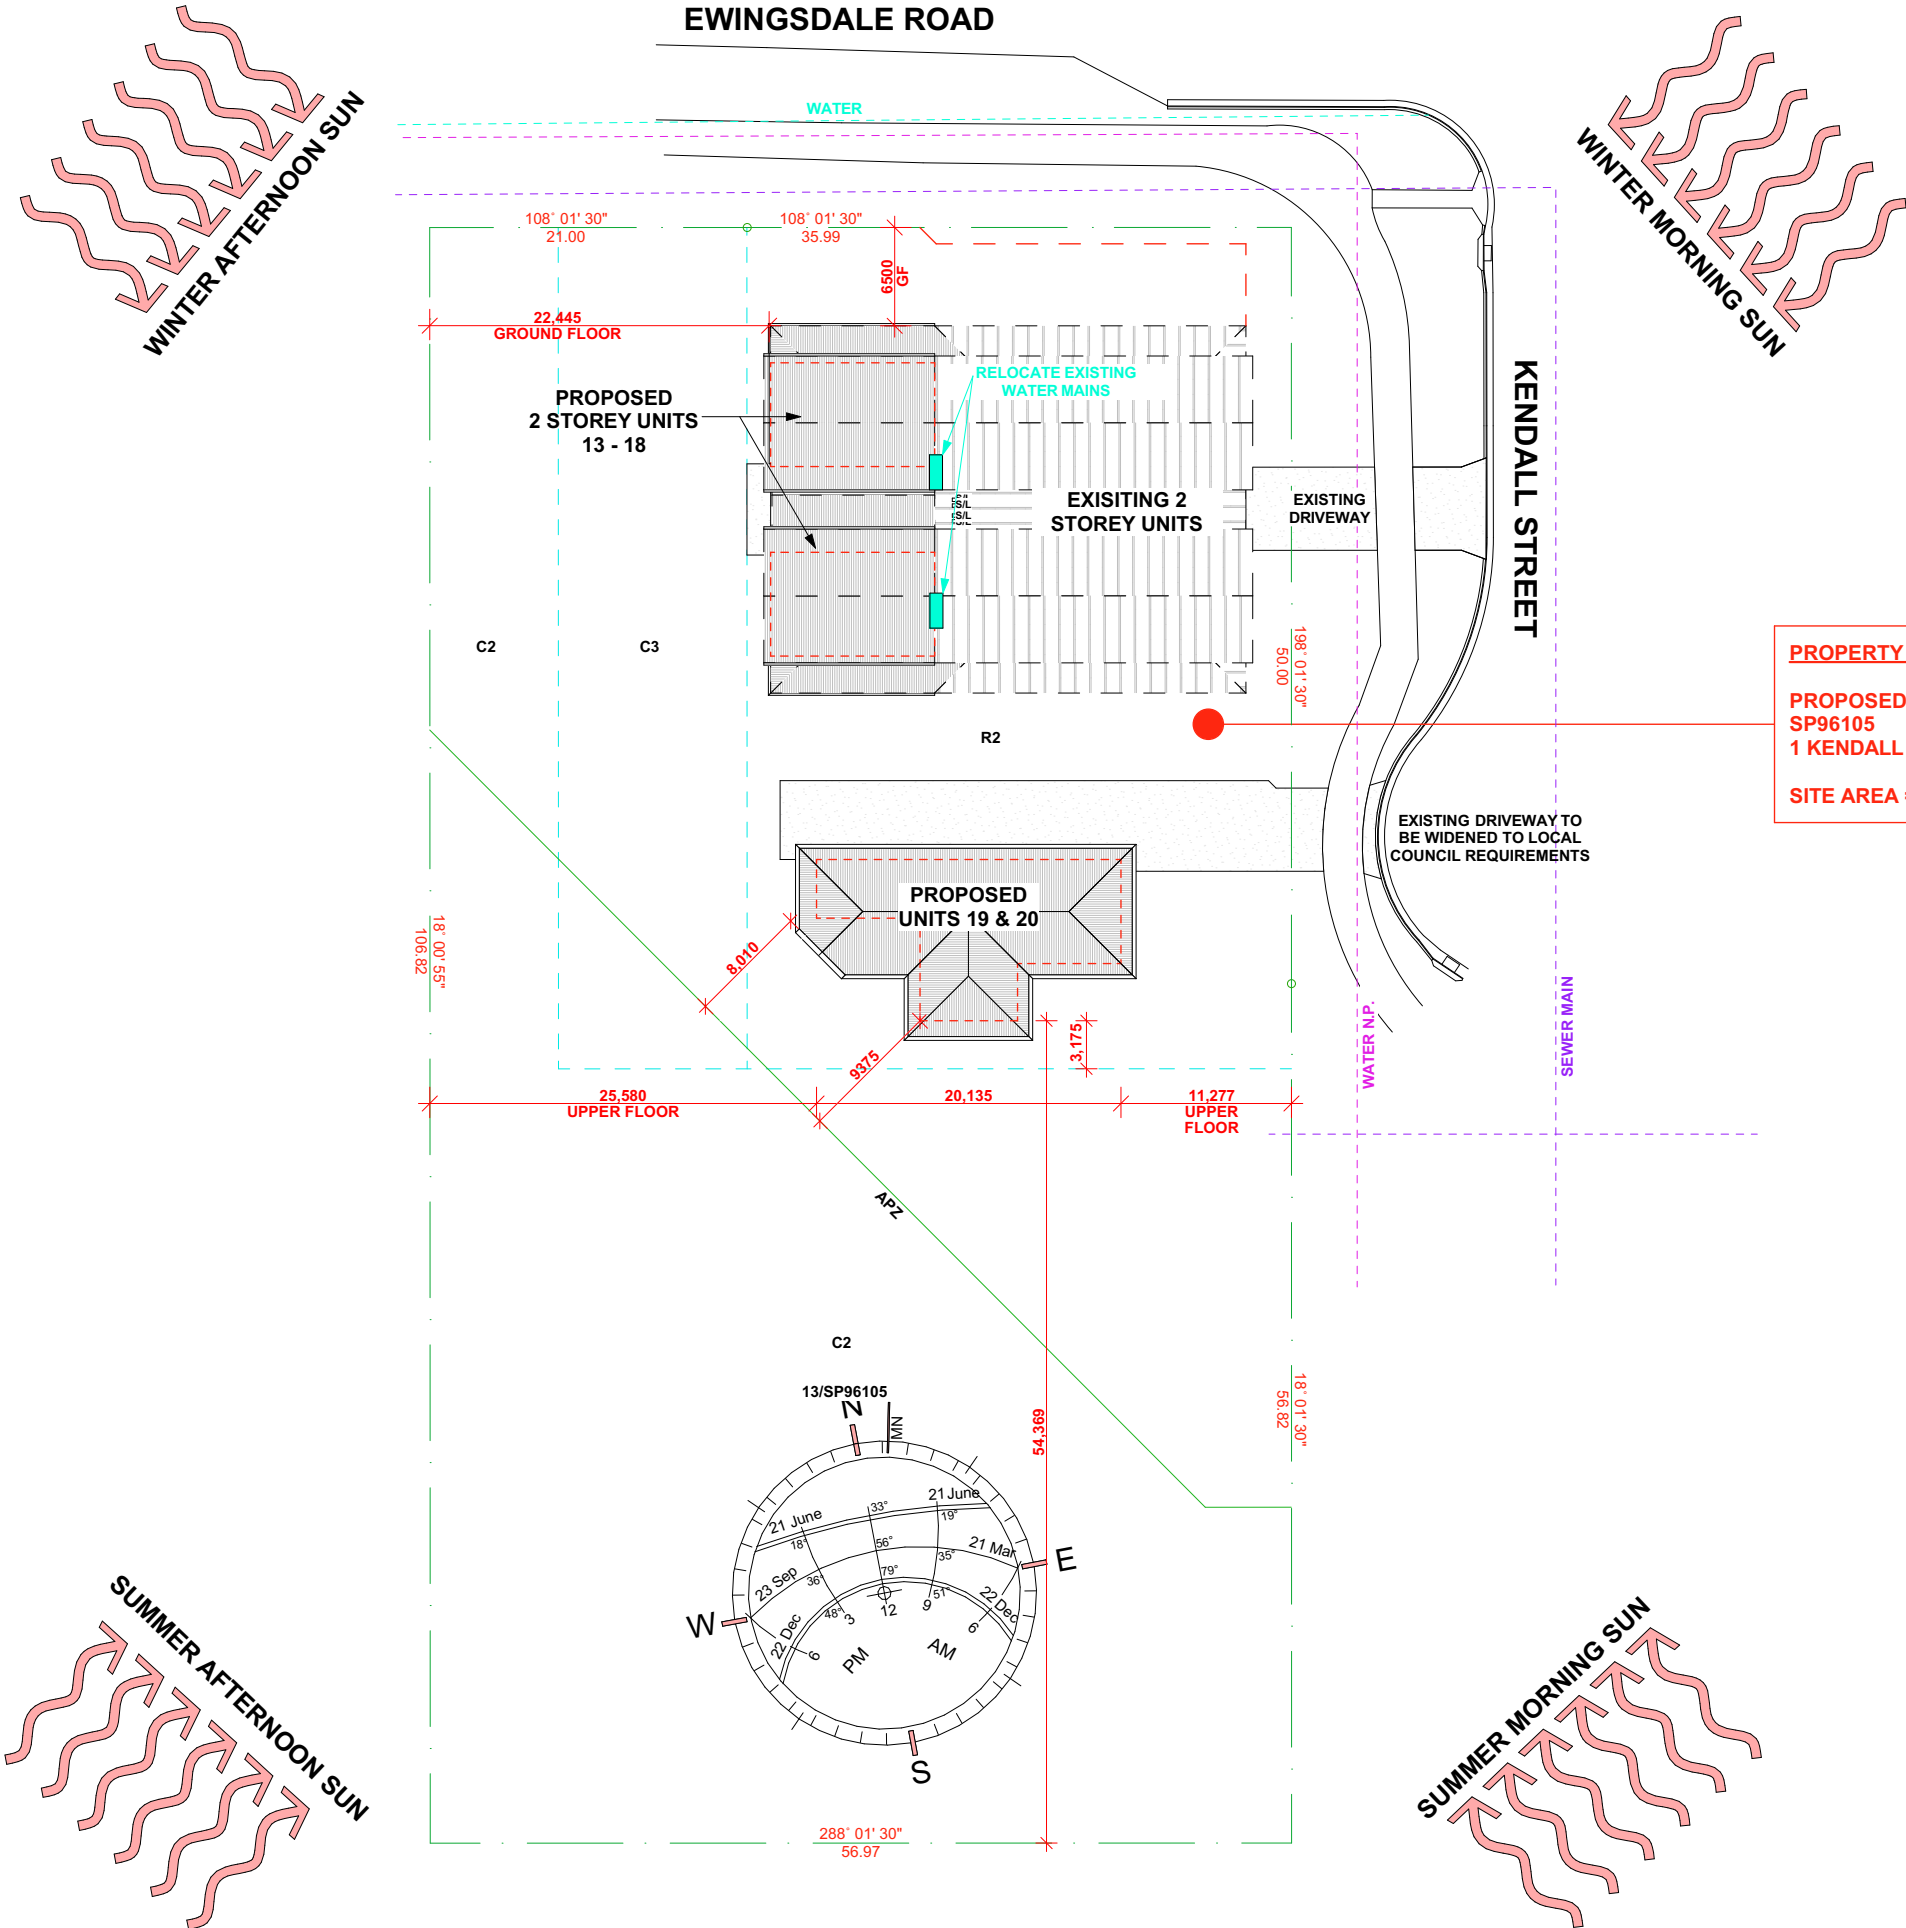 EWINGSDALE ROAD
WINTER AFTERNOON SUN
WINTER MORNING SUN
WATER
108° 01' 30"
21.00
108° 01' 30"
35.99
6500
GF
22,445
GROUND FLOOR
RELOCATE EXISTING
WATER MAINS
PROPOSED
2 STOREY UNITS
13 - 18
KENDALL STREET
EXISITING 2
STOREY UNITS
EXISTING
DRIVEWAY
S/L
S/L
C2
C3
198° 01' 30"
50.00
PROPERTY
PROPOSED
SP96105
1 KENDALL
SITE AREA
R2
EXISTING DRIVEWAY TO
BE WIDENED TO LOCAL
COUNCIL REQUIREMENTS
PROPOSED
UNITS 19 & 20
18° 00' 55"
106.82
8,010
9375
3,175
WATER N.P.
SEWER MAIN
25,580
UPPER FLOOR
20,135
11,277
UPPER
FLOOR
APZ
C2
13/SP96105
54,369
18° 01' 30"
56.82
N
MN
21 June
33°
21 June
19°
18°
56°
21 Mar
35°
E
23 Sep
36°
79°
51°
22 Dec
48°
3
12
9
6
W
22 Dec
6
PM
AM
S
SUMMER AFTERNOON SUN
SUMMER MORNING SUN
288° 01' 30"
56.97